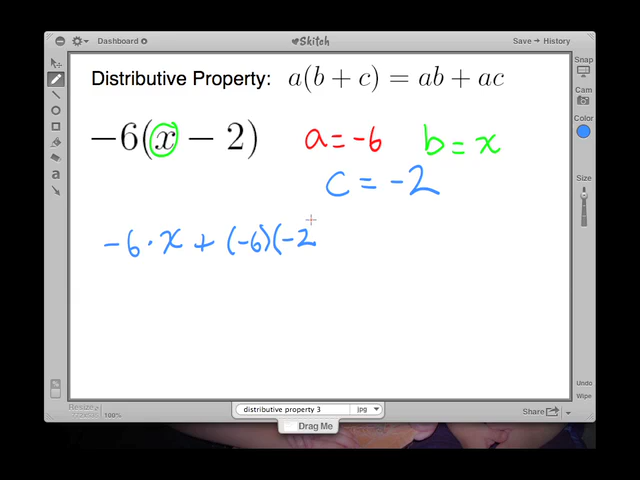 Dashboard
Skitch
Save → History
Snap
Distributive Property: a(b + c) = ab + ac
Cam
−6(x − 2)
a = -6
b = x
Color
c = -2
Size
a
-6 · x + (-6)(-2
Undo
Wipe
Resize
distributive property 3
jpg
Share
Drag Me